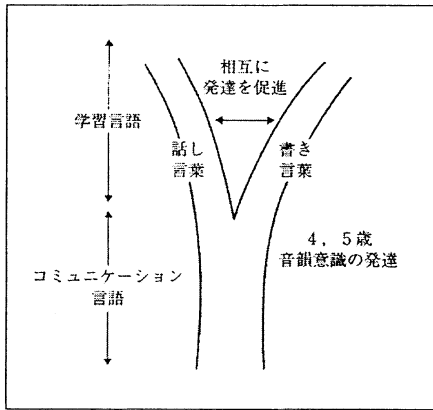 相互に
発達を促進
学習言語
話し
言葉
書き
言葉
4，5歳
音韻意識の発達
コミュニケーション
言語